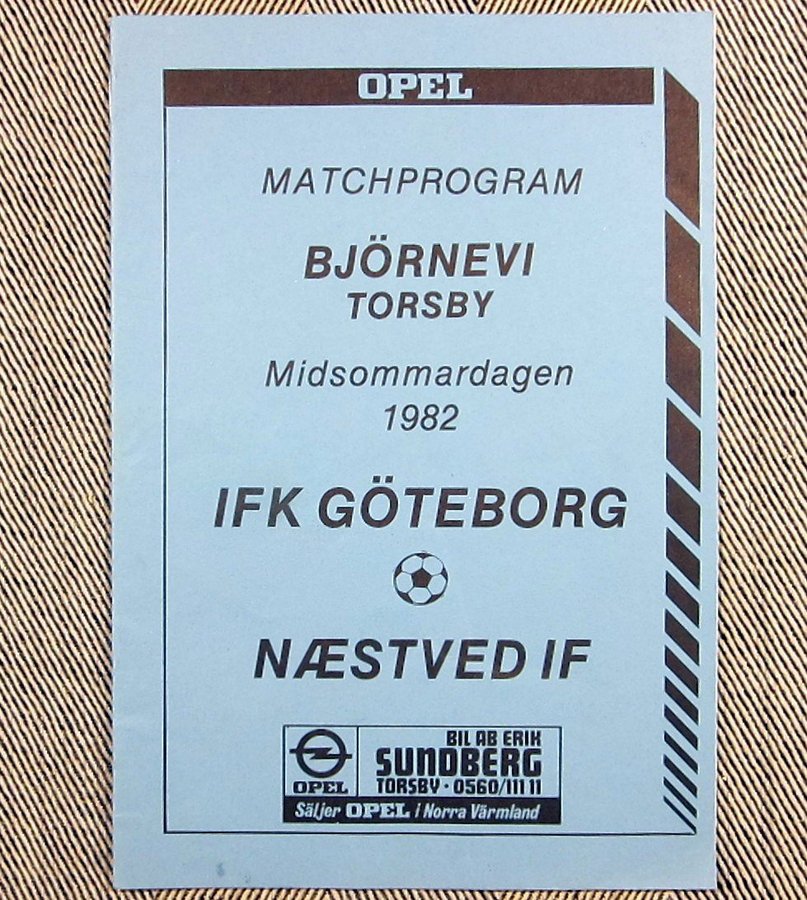 OPEL
MATCHPROGRAM
BJÖRNEVI
TORSBY
Midsommardagen
1982
IFK GÖTEBORG
NÆSTVED IF
BIL AB ERIK
SUNDBERG
OPEL
TORSBY · 0560/111 11
Säljer OPEL i Norra Värmland